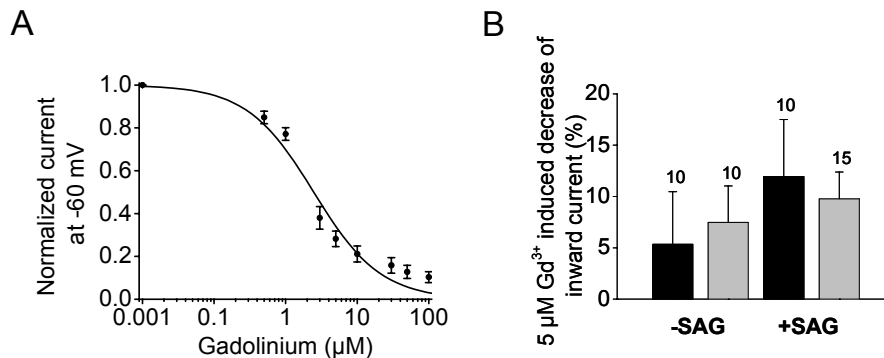 A
Normalized current
at -60 mV
1.0
0.8
0.6
0.4
0.2
0.0
0.001
0.1
1
10
100
Gadolinium (µM)
B
5 µM Gd³⁺ induced decrease of
inward current (%)
20
15
10
5
0
10
10
10
15
-SAG
+SAG